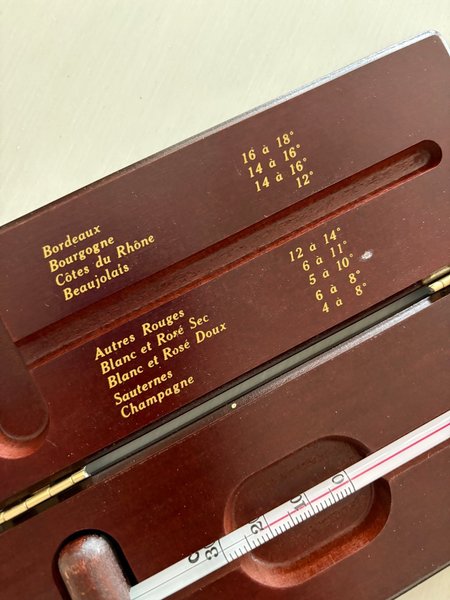 Bordeaux 16 à 18°
Bourgogne 14 à 16°
Côtes du Rhône 14 à 16°
Beaujolais 12°
Autres Rouges 12 à 14°
Blanc et Rosé Sec 6 à 11°
Blanc et Rosé Doux 5 à 10°
Sauternes 6 à 8°
Champagne 4 à 8°
30 20 10 0